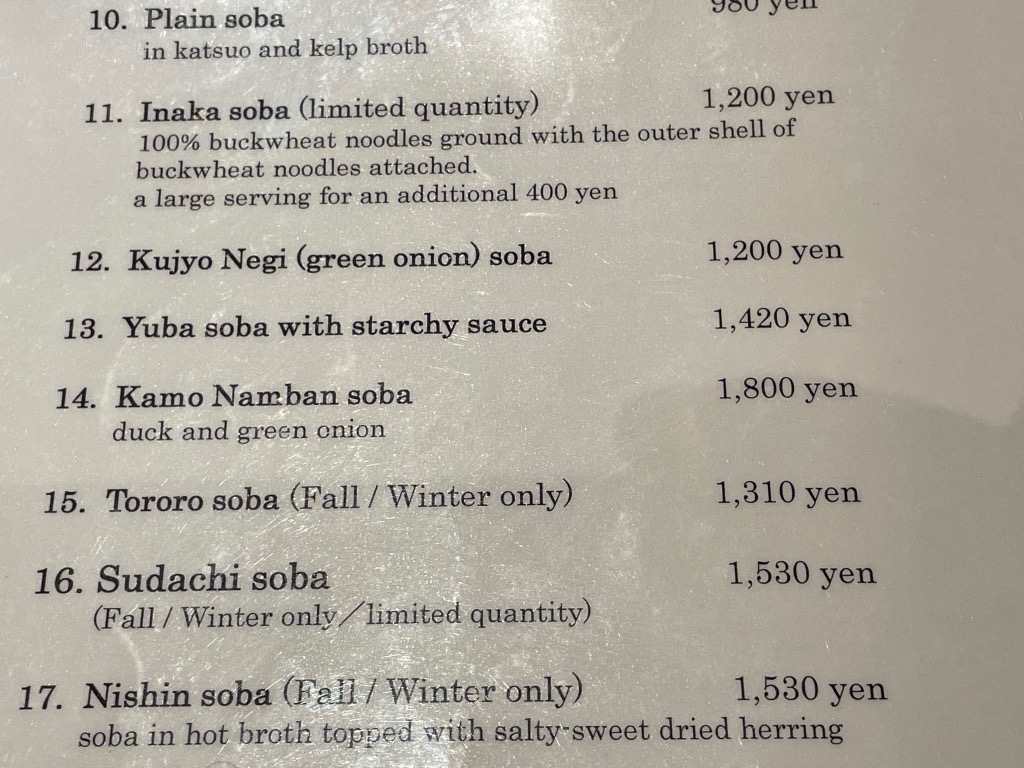 10. Plain soba 980 yen
in katsuo and kelp broth
11. Inaka soba (limited quantity) 1,200 yen
100% buckwheat noodles ground with the outer shell of
buckwheat noodles attached.
a large serving for an additional 400 yen
12. Kujyo Negi (green onion) soba 1,200 yen
13. Yuba soba with starchy sauce 1,420 yen
14. Kamo Namban soba 1,800 yen
duck and green onion
15. Tororo soba (Fall / Winter only) 1,310 yen
16. Sudachi soba 1,530 yen
(Fall / Winter only／limited quantity)
17. Nishin soba (Fall / Winter only) 1,530 yen
soba in hot broth topped with salty-sweet dried herring